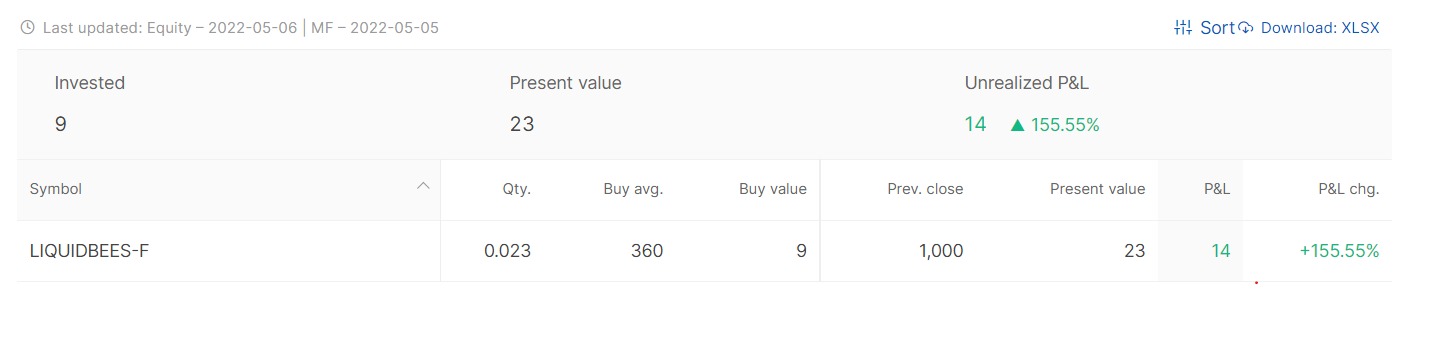 Last updated: Equity – 2022-05-06 | MF – 2022-05-05 Sort Download: XLSX
Invested Present value Unrealized P&L
9 23 14 ▲ 155.55%
Symbol Qty. Buy avg. Buy value Prev. close Present value P&L P&L chg.
LIQUIDBEES-F 0.023 360 9 1,000 23 14 +155.55%